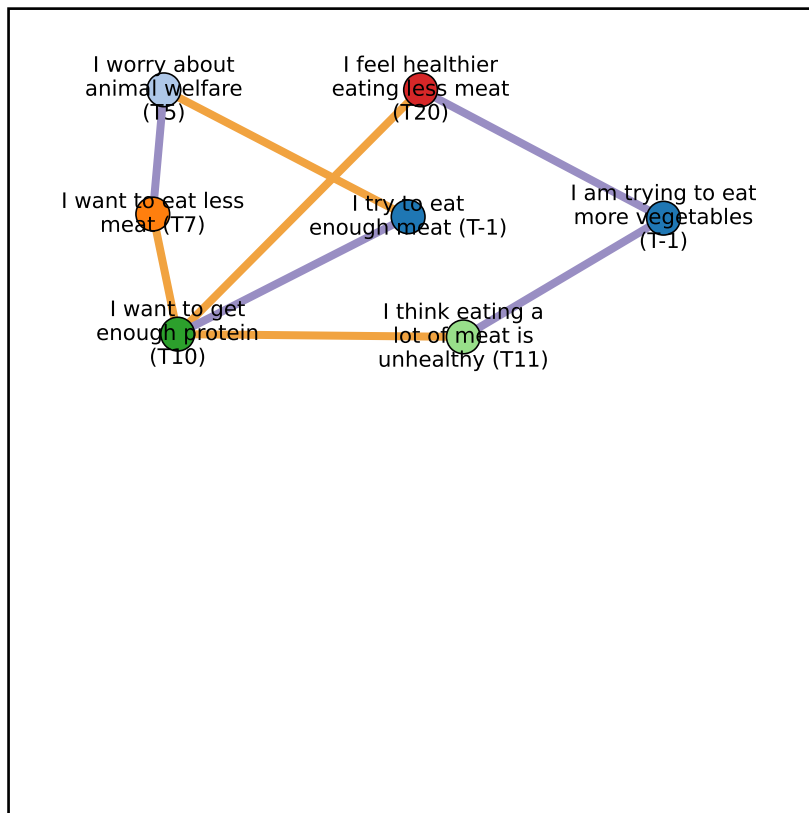 I worry about
animal welfare
(T5)
I feel healthier
eating less meat
(T20)
I want to eat less
meat (T7)
I try to eat
enough meat (T-1)
I am trying to eat
more vegetables
(T-1)
I want to get
enough protein
(T10)
I think eating a
lot of meat is
unhealthy (T11)